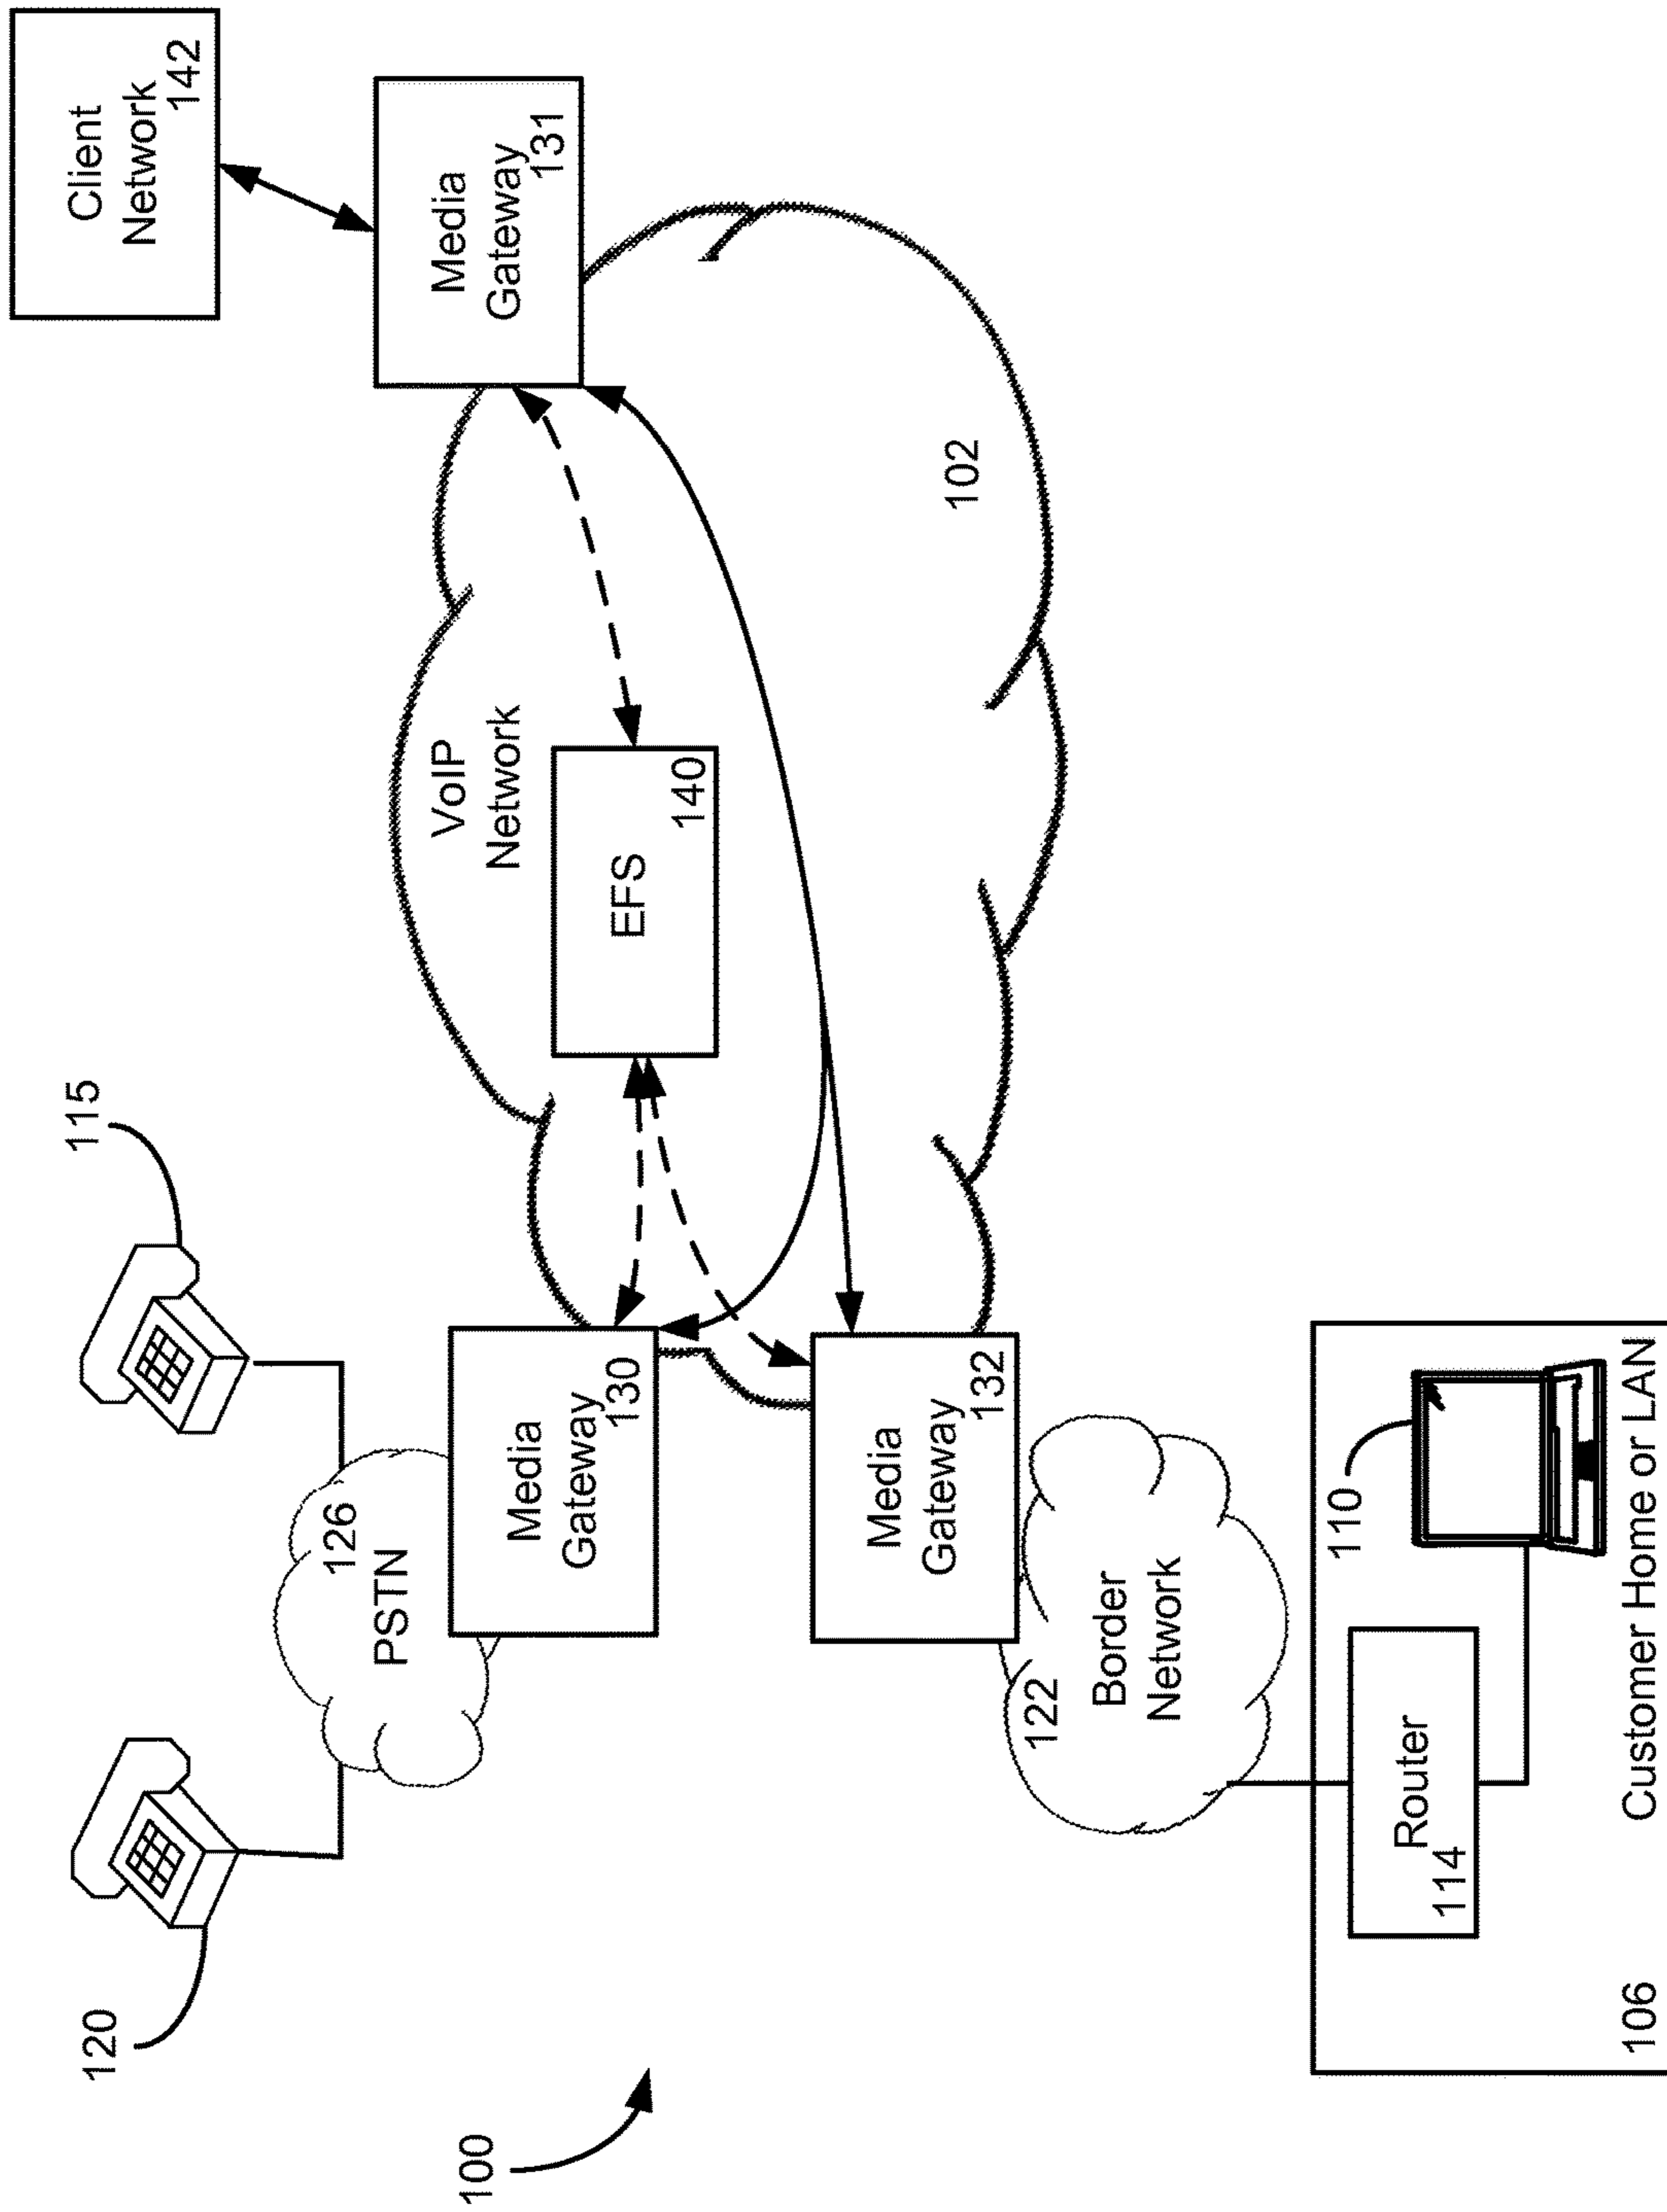 100
120
115
126
PSTN
Media
Gateway
130
VoIP
Network
EFS
140
Client
Network
142
Media
Gateway
131
102
Media
Gateway
132
122
Border
Network
Router
114
110
106
Customer Home or LAN